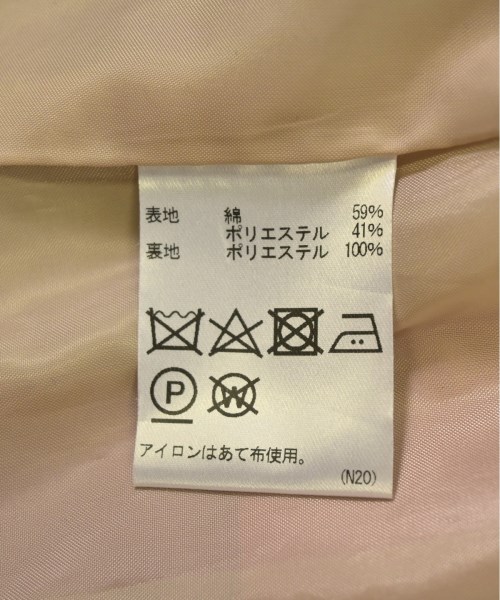 表地 綿 59%
ポリエステル 41%
裏地 ポリエステル 100%
P W
アイロンはあて布使用。
(N20)